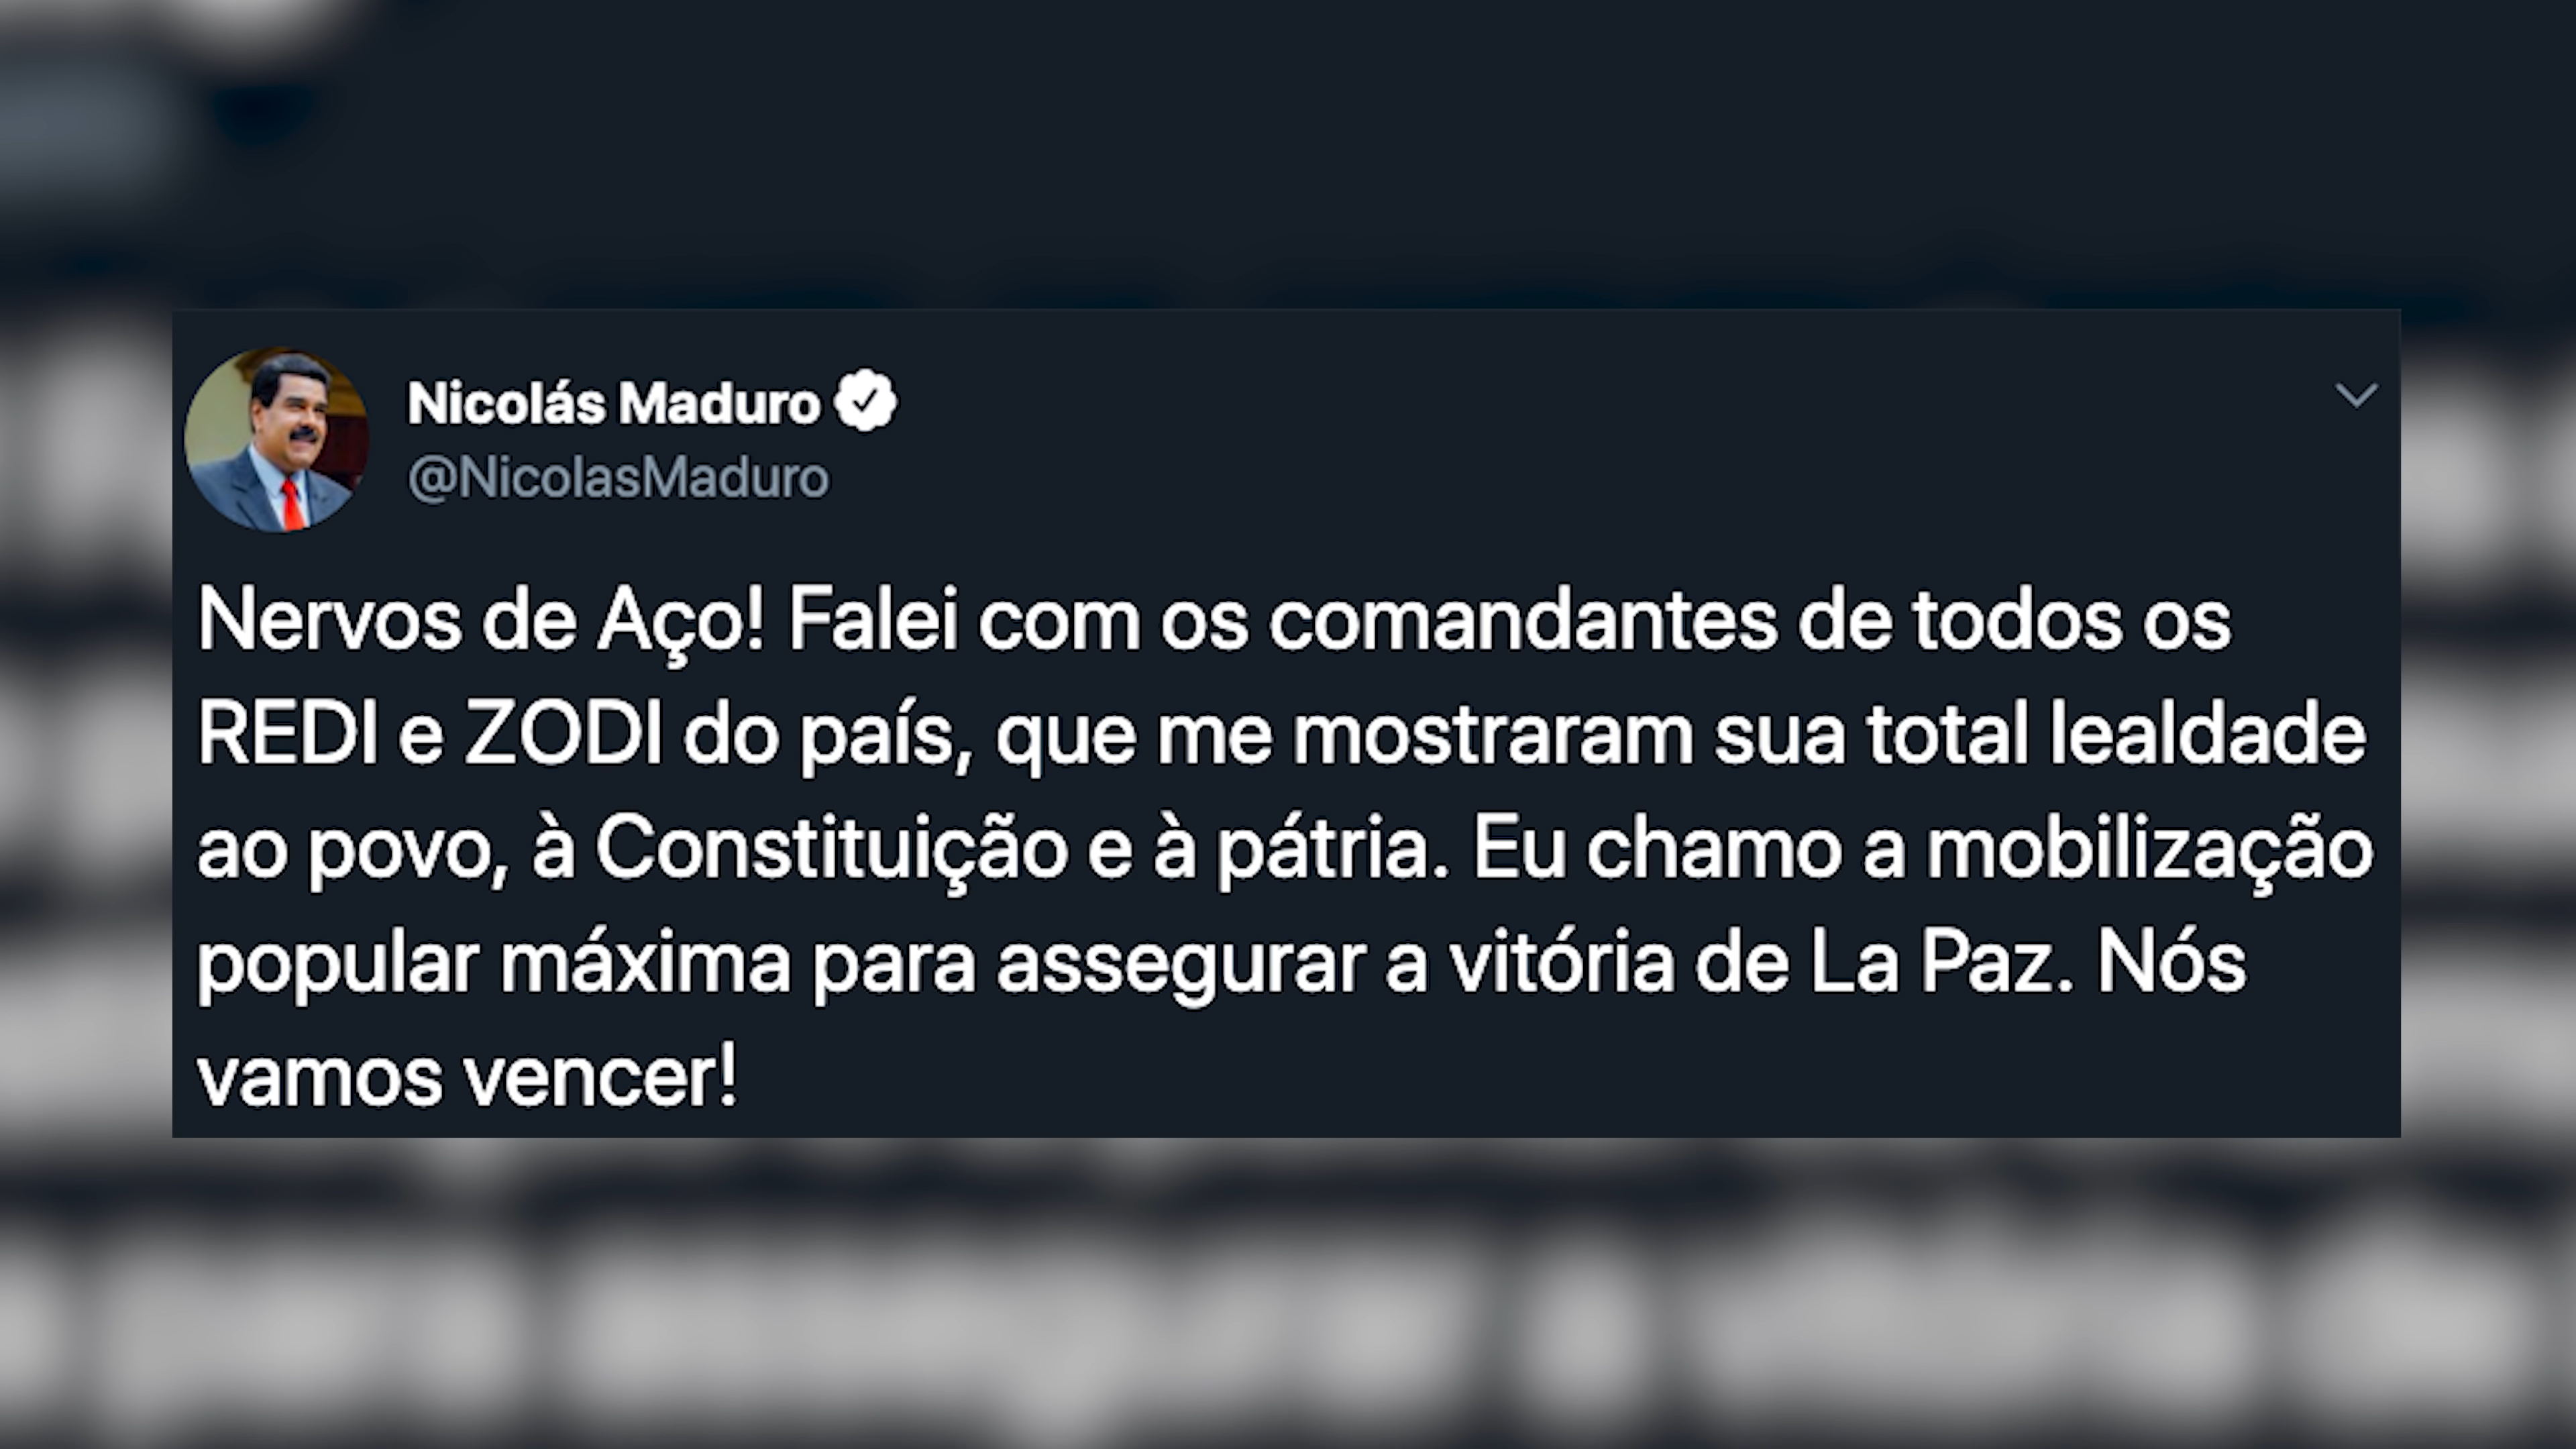 Nicolás Maduro
@NicolasMaduro
Nervos de Aço! Falei com os comandantes de todos os
REDI e ZODI do país, que me mostraram sua total lealdade
ao povo, à Constituição e à pátria. Eu chamo a mobilização
popular máxima para assegurar a vitória de La Paz. Nós
vamos vencer!